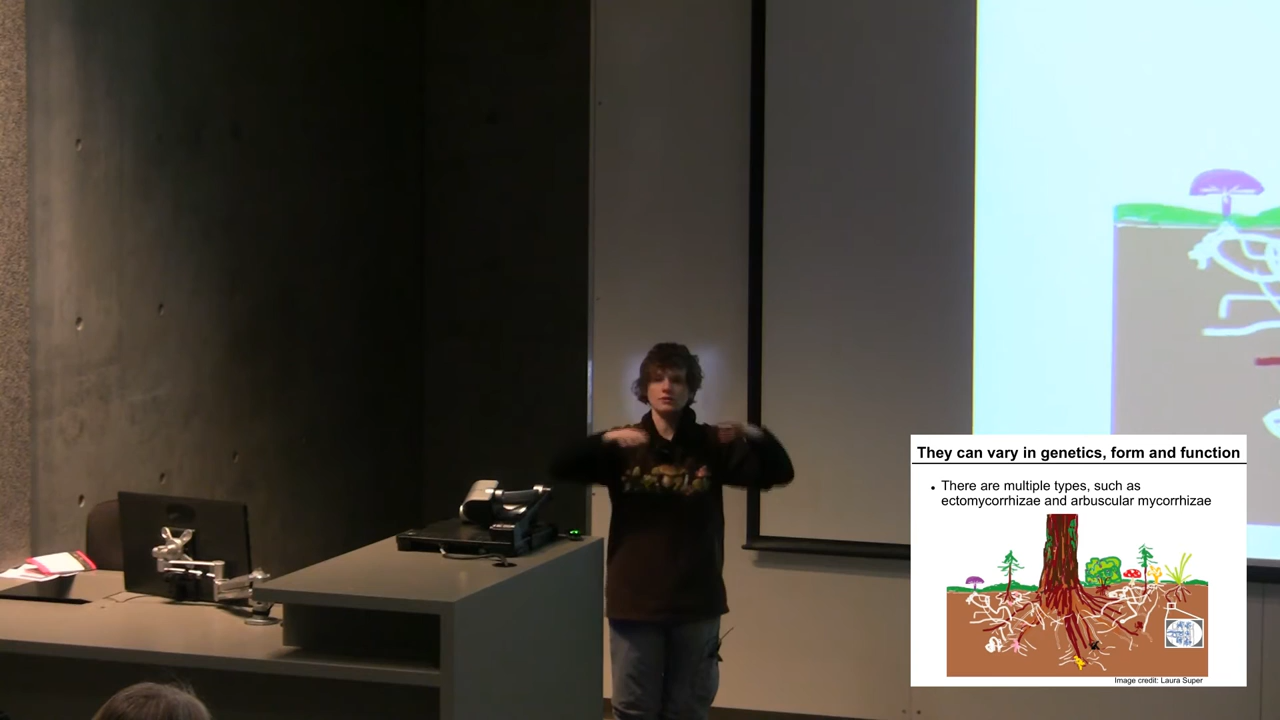 They can vary in genetics, form and function
• There are multiple types, such as
ectomycorrhizae and arbuscular mycorrhizae
Image credit: Laura Super